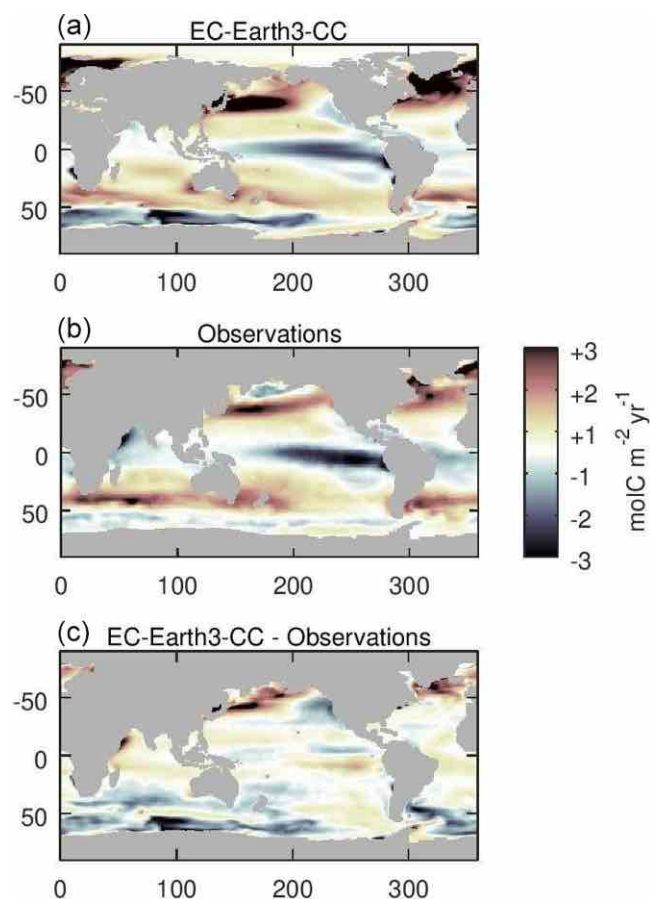 (a)
EC-Earth3-CC
-50
0
50
0 100 200 300
(b)
Observations
-50
0
50
0 100 200 300
+3
+2
+1
-1
-2
-3
molC m⁻² yr⁻¹
(c) EC-Earth3-CC - Observations
-50
0
50
0 100 200 300